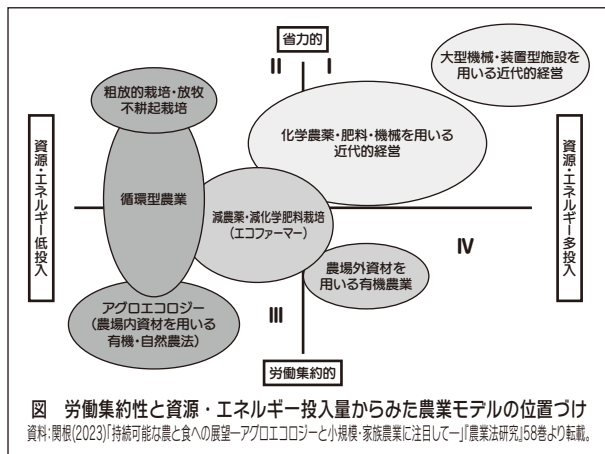 省力的
II
I
大型機械・装置型施設を
用いる近代的経営
粗放的栽培・放牧
不耕起栽培
化学農薬・肥料・機械を用いる
近代的経営
資源・エネルギー低投入
資源・エネルギー多投入
循環型農業
減農薬・減化学肥料栽培
(エコファーマー)
IV
農場外資材を
用いる有機農業
アグロエコロジー
(農場内資材を用いる
有機・自然農法)
III
労働集約的
図 労働集約性と資源・エネルギー投入量からみた農業モデルの位置づけ
資料:関根(2023)「持続可能な農と食への展望―アグロエコロジーと小規模・家族農業に注目して―」『農業法研究』58巻より転載。